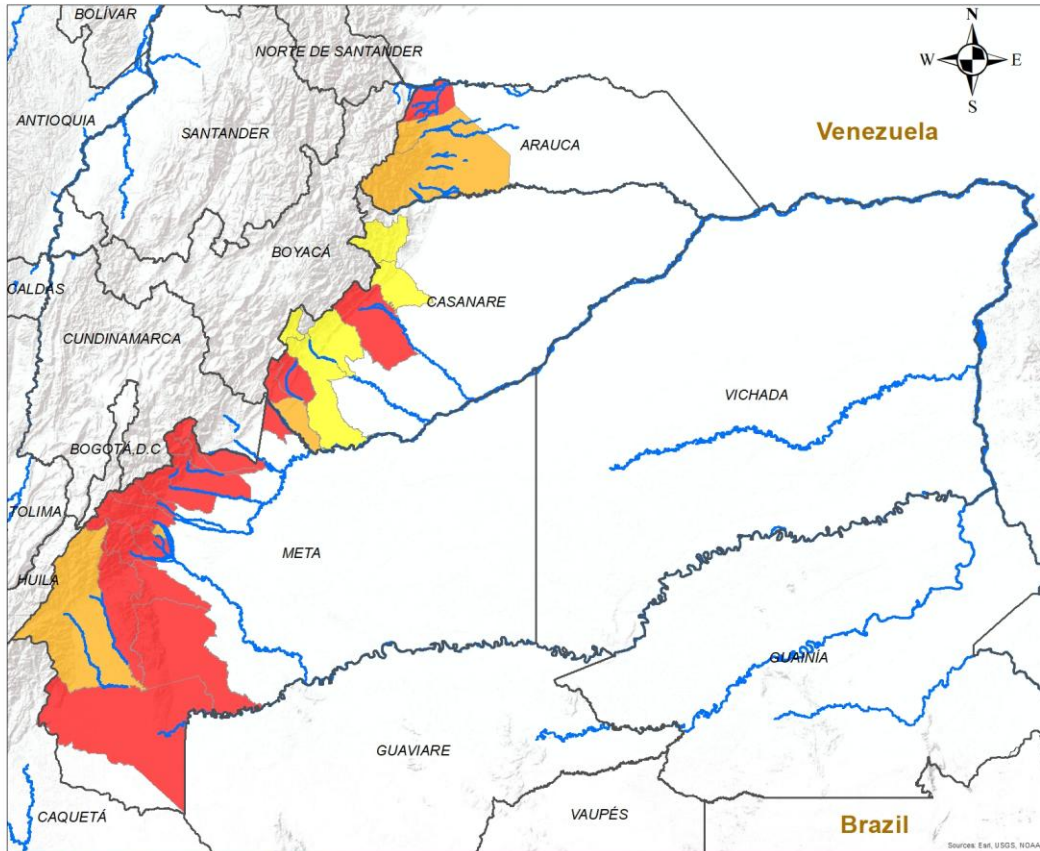 BOLÍVAR
N
NORTE DE SANTANDER
W
E
S
ANTIOQUIA
SANTANDER
ARAUCA
Venezuela
BOYACÁ
CALDAS
CASANARE
CUNDINAMARCA
VICHADA
BOGOTÁ.D.C
TOLIMA
META
HUILA
GUAINÍA
GUAVIARE
CAQUETÁ
VAUPÉS
Brazil
Sources: Esri, USGS, NOAA